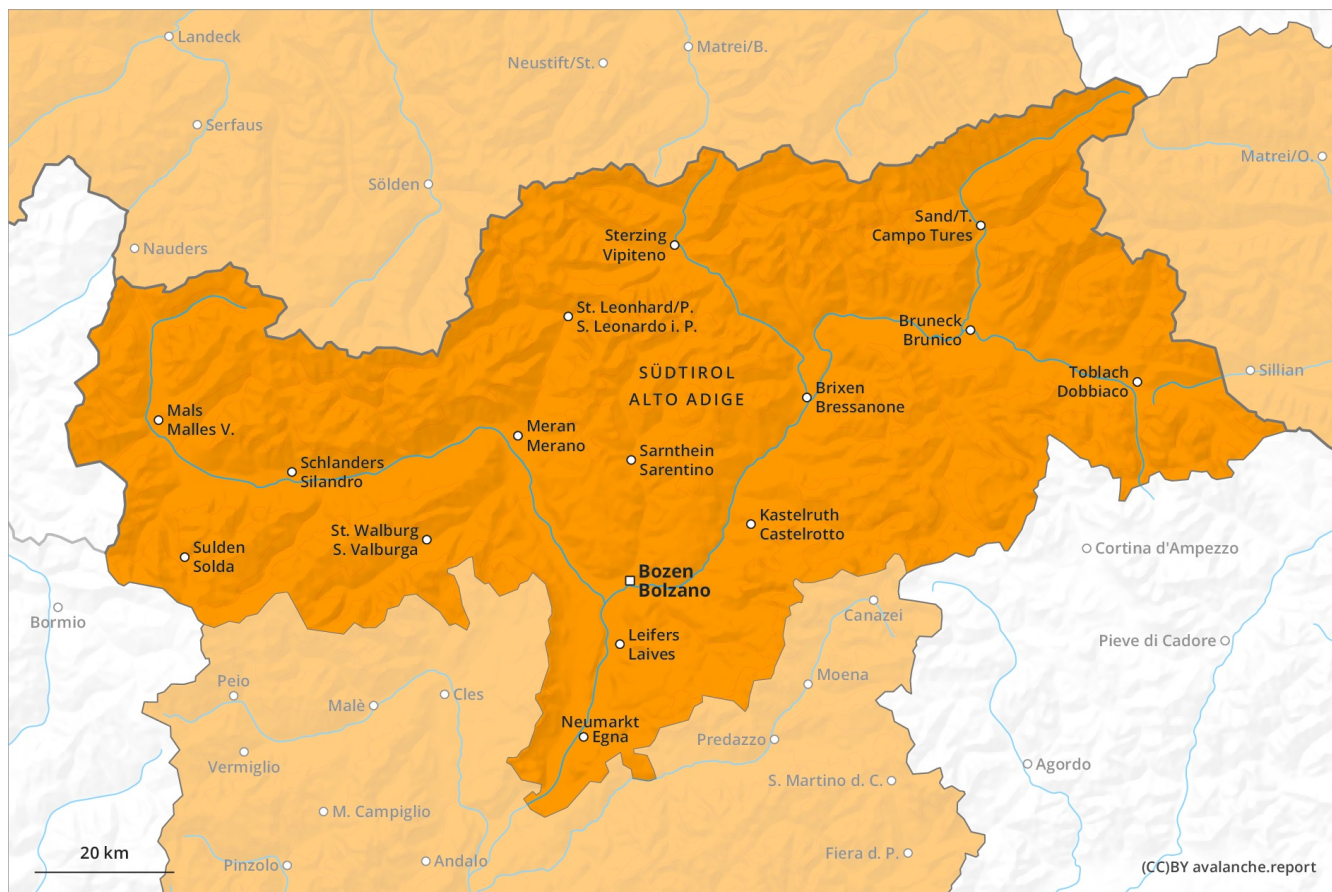 Landeck
Matrei/B.
Neustift/St.
Serfaus
Matrei/O.
Sölden
Sand/T.
Campo Tures
Sterzing
Vipiteno
Nauders
St. Leonhard/P.
S. Leonardo i. P.
Bruneck
Brunico
SÜDTIROL
ALTO ADIGE
Toblach
Dobbiaco
Sillian
Brixen
Bressanone
Mals
Malles V.
Meran
Merano
Sarnthein
Sarentino
Schlanders
Silandro
Kastelruth
Castelrotto
St. Walburg
S. Valburga
Sulden
Solda
Cortina d'Ampezzo
Bozen
Bolzano
Bormio
Canazei
Leifers
Laives
Pieve di Cadore
Peio
Moena
Malè
Cles
Neumarkt
Egna
Predazzo
Vermiglio
Agordo
S. Martino d. C.
M. Campiglio
20 km
Pinzolo
Andalo
Fiera d. P.
(CC)BY avalanche.report